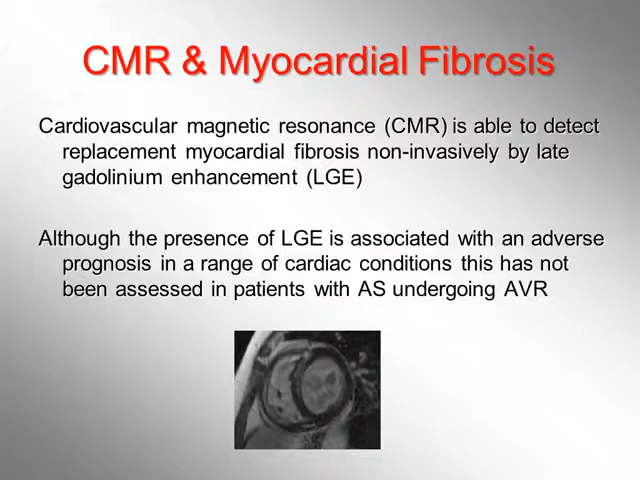 CMR & Myocardial Fibrosis
Cardiovascular magnetic resonance (CMR) is able to detect
replacement myocardial fibrosis non-invasively by late
gadolinium enhancement (LGE)
Although the presence of LGE is associated with an adverse
prognosis in a range of cardiac conditions this has not
been assessed in patients with AS undergoing AVR